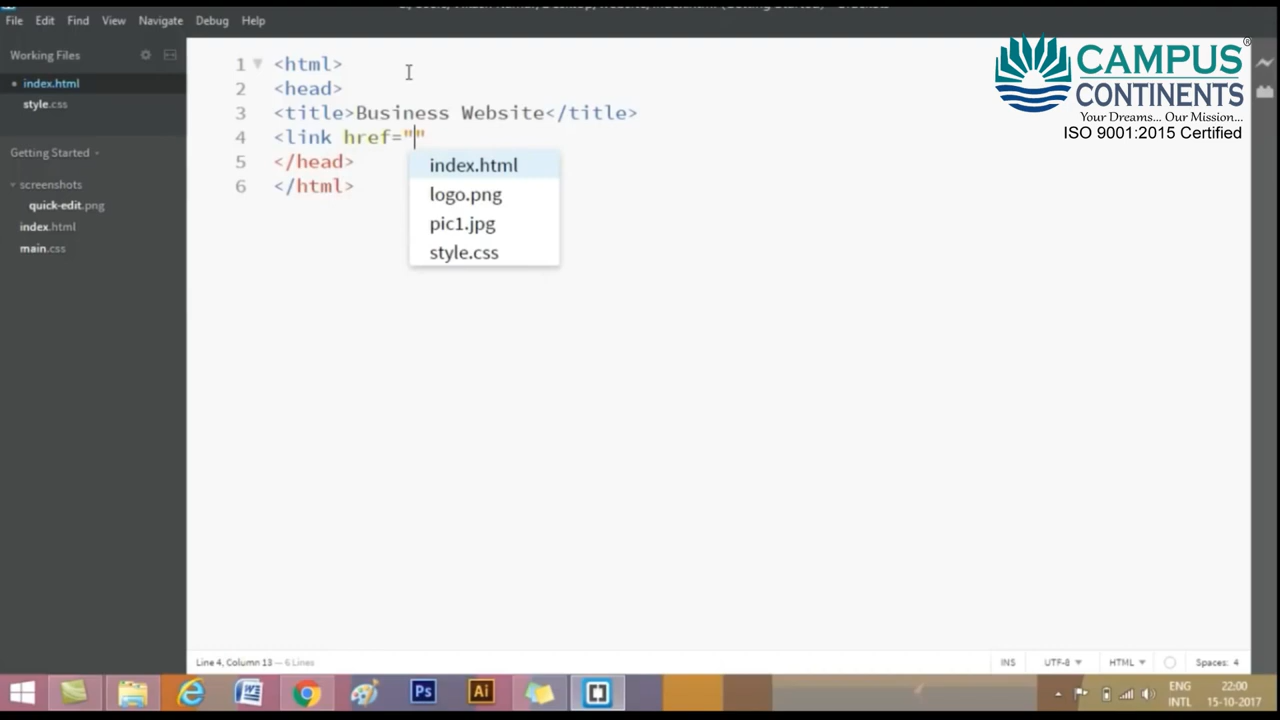 File Edit Find View Navigate Debug Help
Working Files
index.html
style.css
Getting Started
screenshots
quick-edit.png
index.html
main.css
1 <html>
2 <head>
3 <title>Business Website</title>
4 <link href=""
5 </head>
6 </html>
index.html
logo.png
pic1.jpg
style.css
CAMPUS
CONTINENTS
®
Your Dreams... Our Mission...
ISO 9001:2015 Certified
Line 4, Column 13 — 6 Lines
INS UTF-8 HTML Spaces: 4
Ps
Ai
ENG
INTL
22:00
15-10-2017